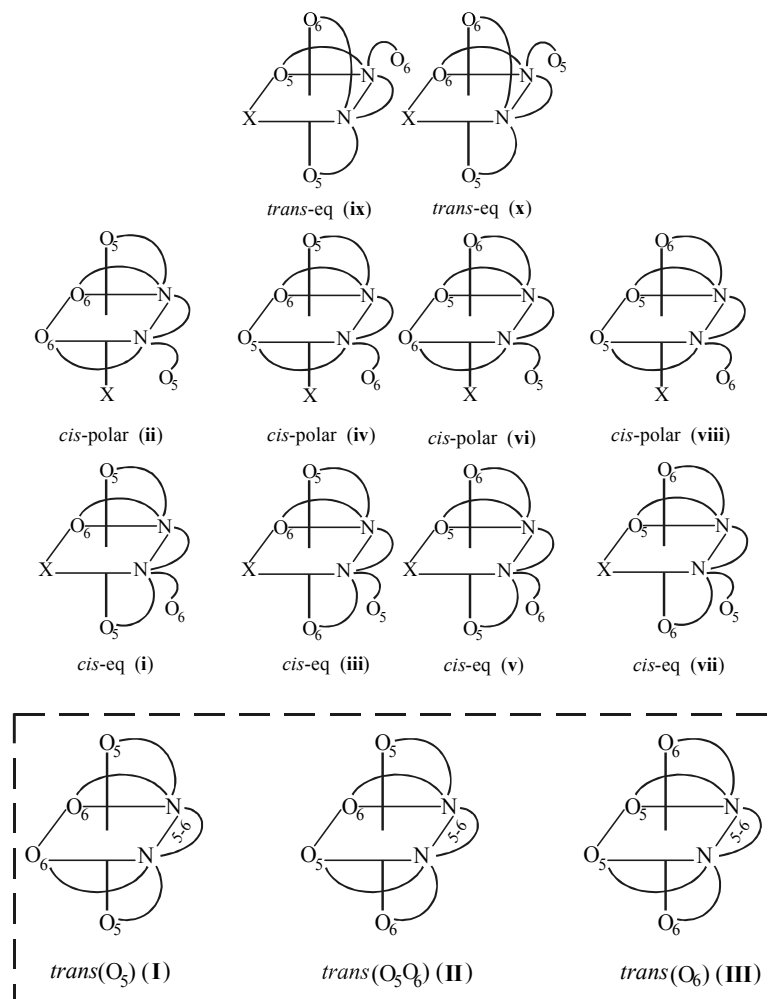 O₆ O₆
O₅ N O₆ O₆ N O₅
X N X N
O₅ O₅
trans-eq (ix) trans-eq (x)
O₅ O₅ O₆ O₆
O₆ N O₆ N O₅ N O₅ N
O₆ N O₅ N O₆ N O₅ N
X O₅ X O₆ X O₅ X O₆
cis-polar (ii) cis-polar (iv) cis-polar (vi) cis-polar (viii)
O₅ O₅ O₆ O₆
O₆ N O₆ N O₅ N O₅ N
X N X N X N X N
O₅ O₆ O₆ O₅ O₅ O₆ O₆ O₅
cis-eq (i) cis-eq (iii) cis-eq (v) cis-eq (vii)
O₅ O₅ O₆
O₆ N O₆ N O₅ N
5-6 5-6 5-6
O₆ N O₅ N O₅ N
O₅ O₆ O₆
trans(O₅) (I) trans(O₅O₆) (II) trans(O₆) (III)